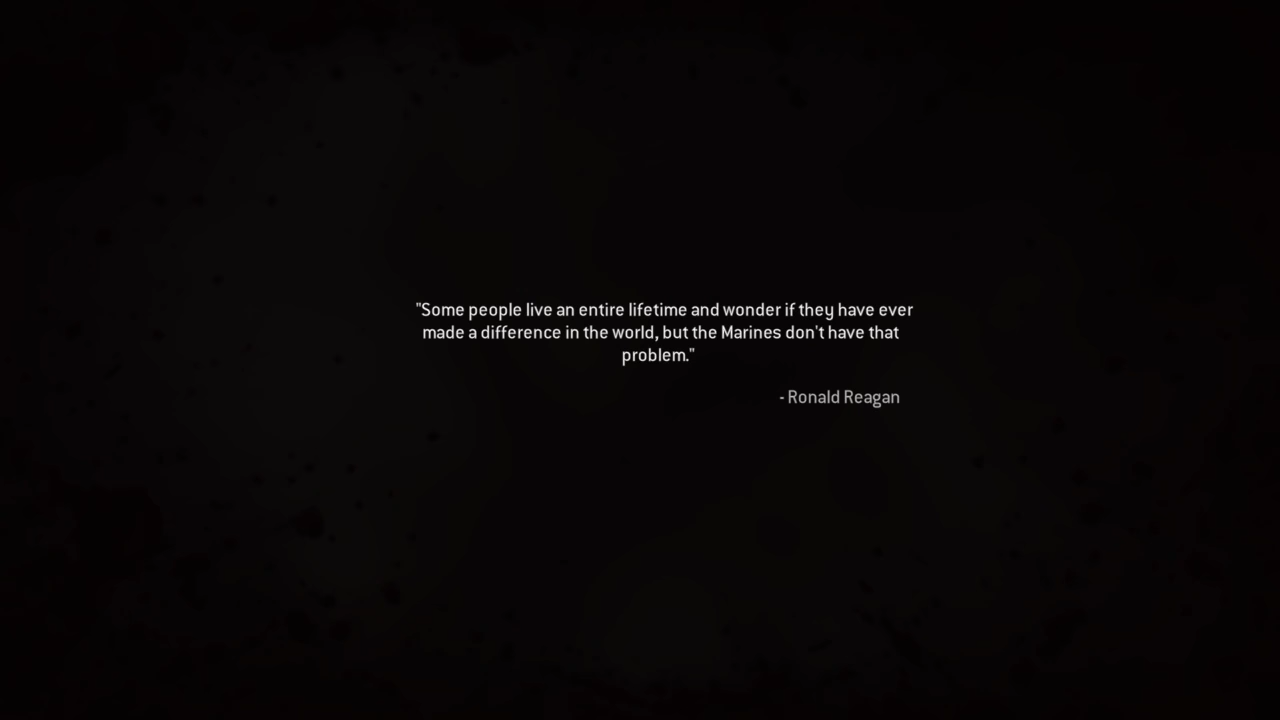 "Some people live an entire lifetime and wonder if they have ever
made a difference in the world, but the Marines don't have that
problem."
- Ronald Reagan